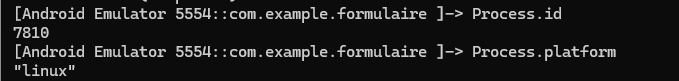 [Android Emulator 5554::com.example.formulaire ]-> Process.id
7810
[Android Emulator 5554::com.example.formulaire ]-> Process.platform
"linux"